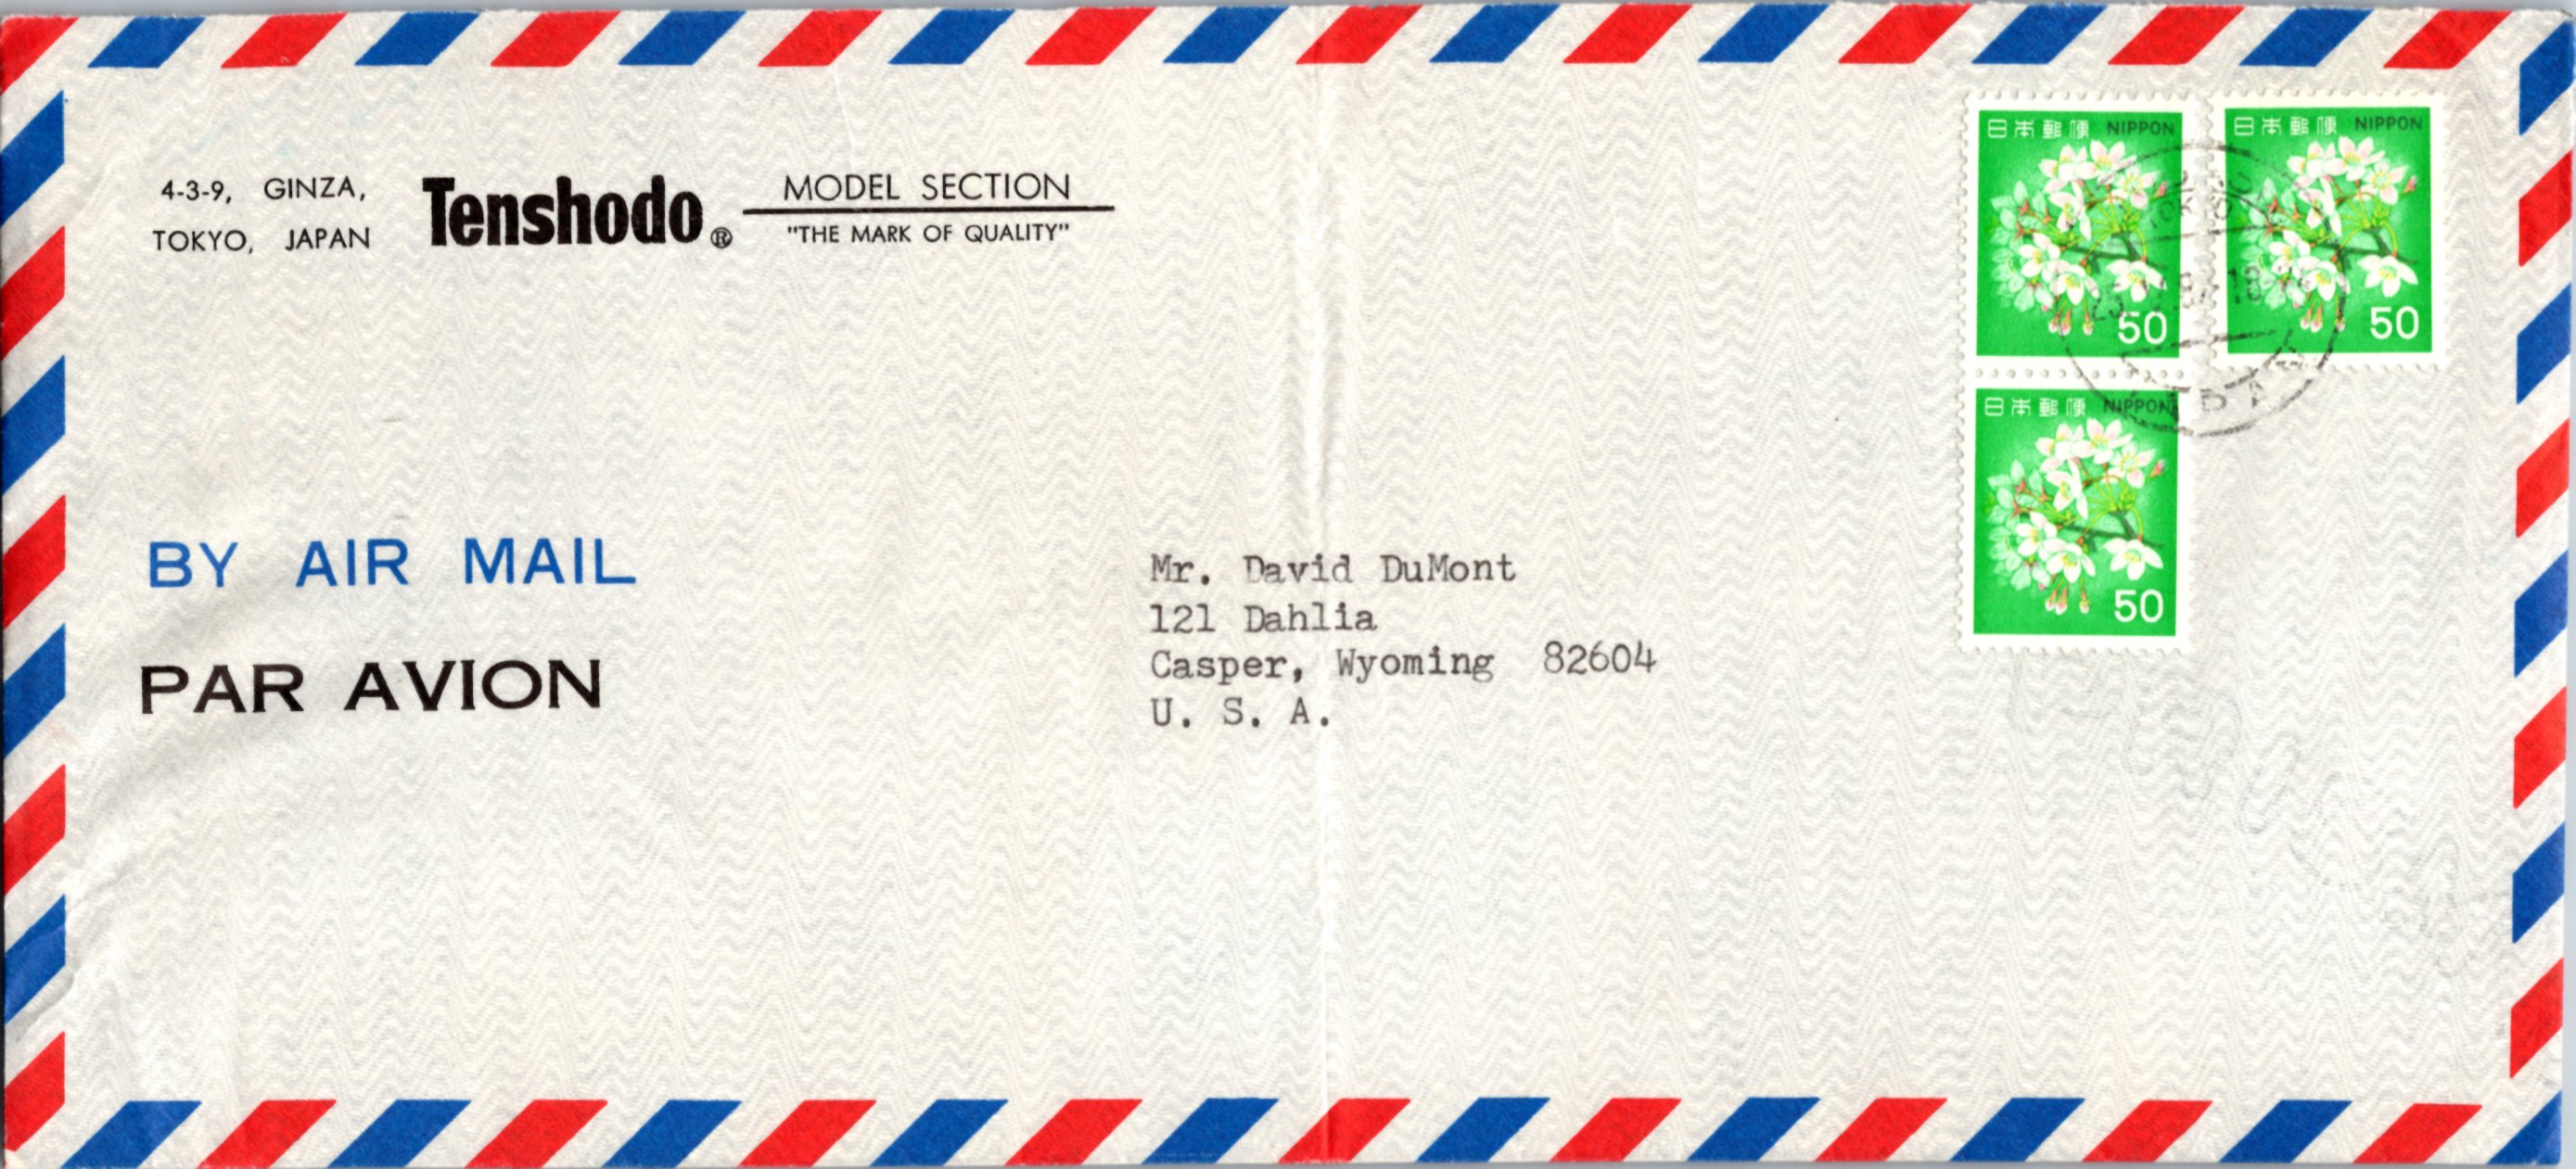 4-3-9, GINZA,
TOKYO, JAPAN
Tenshodo®
MODEL SECTION
"THE MARK OF QUALITY"
日本郵便 NIPPON
50
日本郵便 NIPPON
50
日本郵便 NIPPON
50
BY AIR MAIL
PAR AVION
Mr. David DuMont
121 Dahlia
Casper, Wyoming 82604
U. S. A.